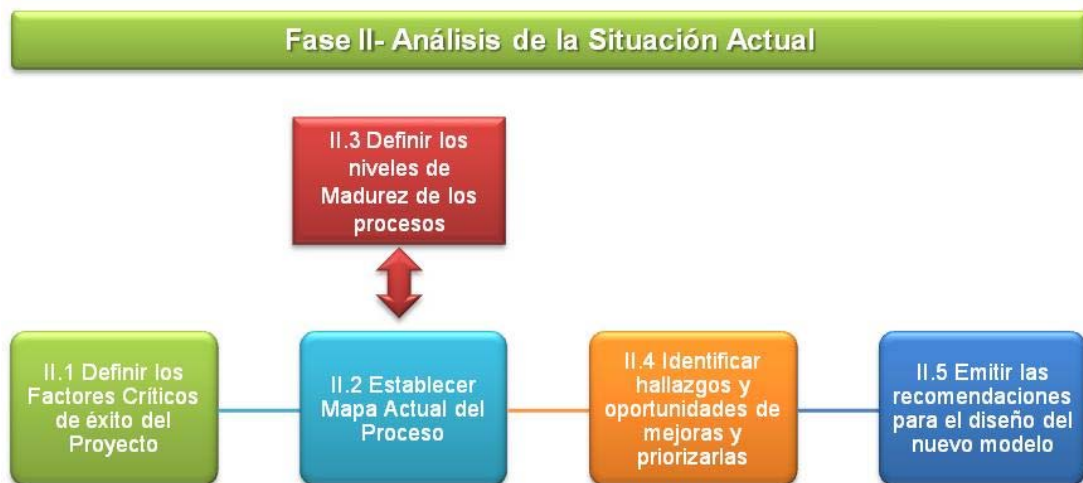 Fase II- Análisis de la Situación Actual
II.3 Definir los
niveles de
Madurez de los
procesos
II.1 Definir los
Factores Críticos
de éxito del
Proyecto
II.2 Establecer
Mapa Actual del
Proceso
II.4 Identificar
hallazgos y
oportunidades de
mejoras y
priorizarlas
II.5 Emitir las
recomendaciones
para el diseño del
nuevo modelo